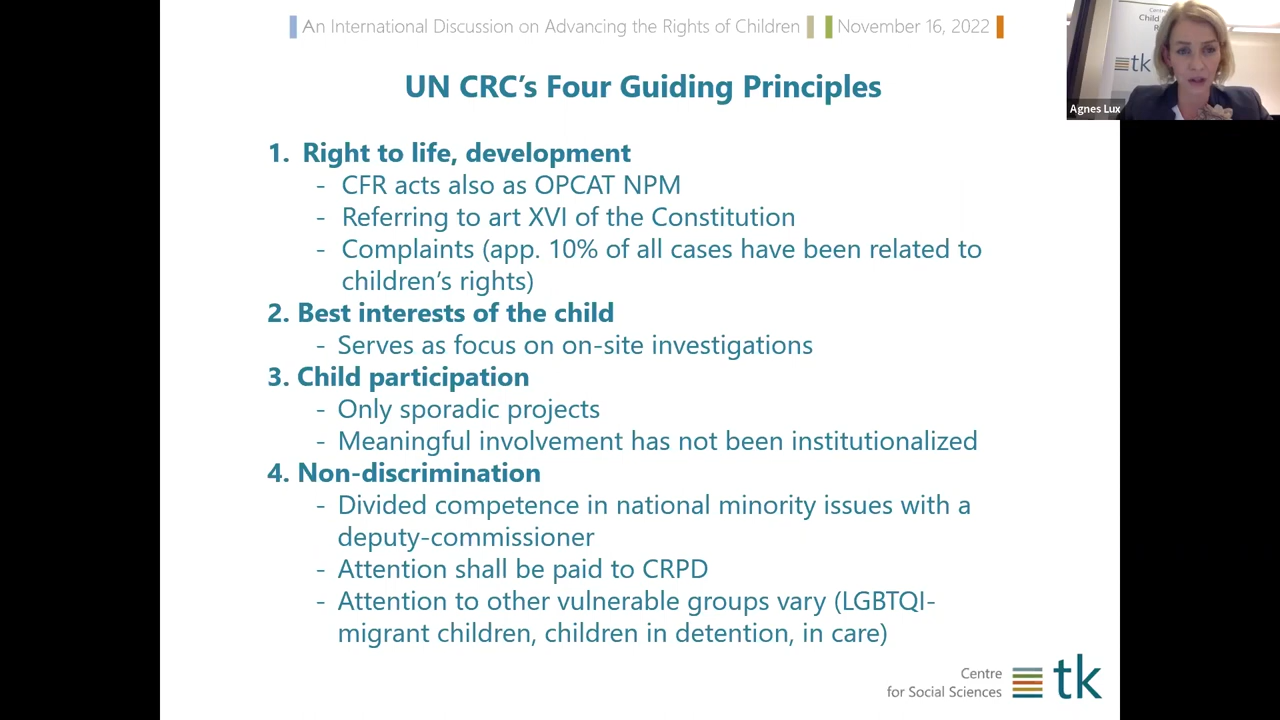 An International Discussion on Advancing the Rights of Children
November 16, 2022
UN CRC's Four Guiding Principles
1. Right to life, development
- CFR acts also as OPCAT NPM
- Referring to art XVI of the Constitution
- Complaints (app. 10% of all cases have been related to
children's rights)
2. Best interests of the child
- Serves as focus on on-site investigations
3. Child participation
- Only sporadic projects
- Meaningful involvement has not been institutionalized
4. Non-discrimination
- Divided competence in national minority issues with a
deputy-commissioner
- Attention shall be paid to CRPD
- Attention to other vulnerable groups vary (LGBTQI-
migrant children, children in detention, in care)
Centre
for Social Sciences
tk
Child
tk
Agnes Lux